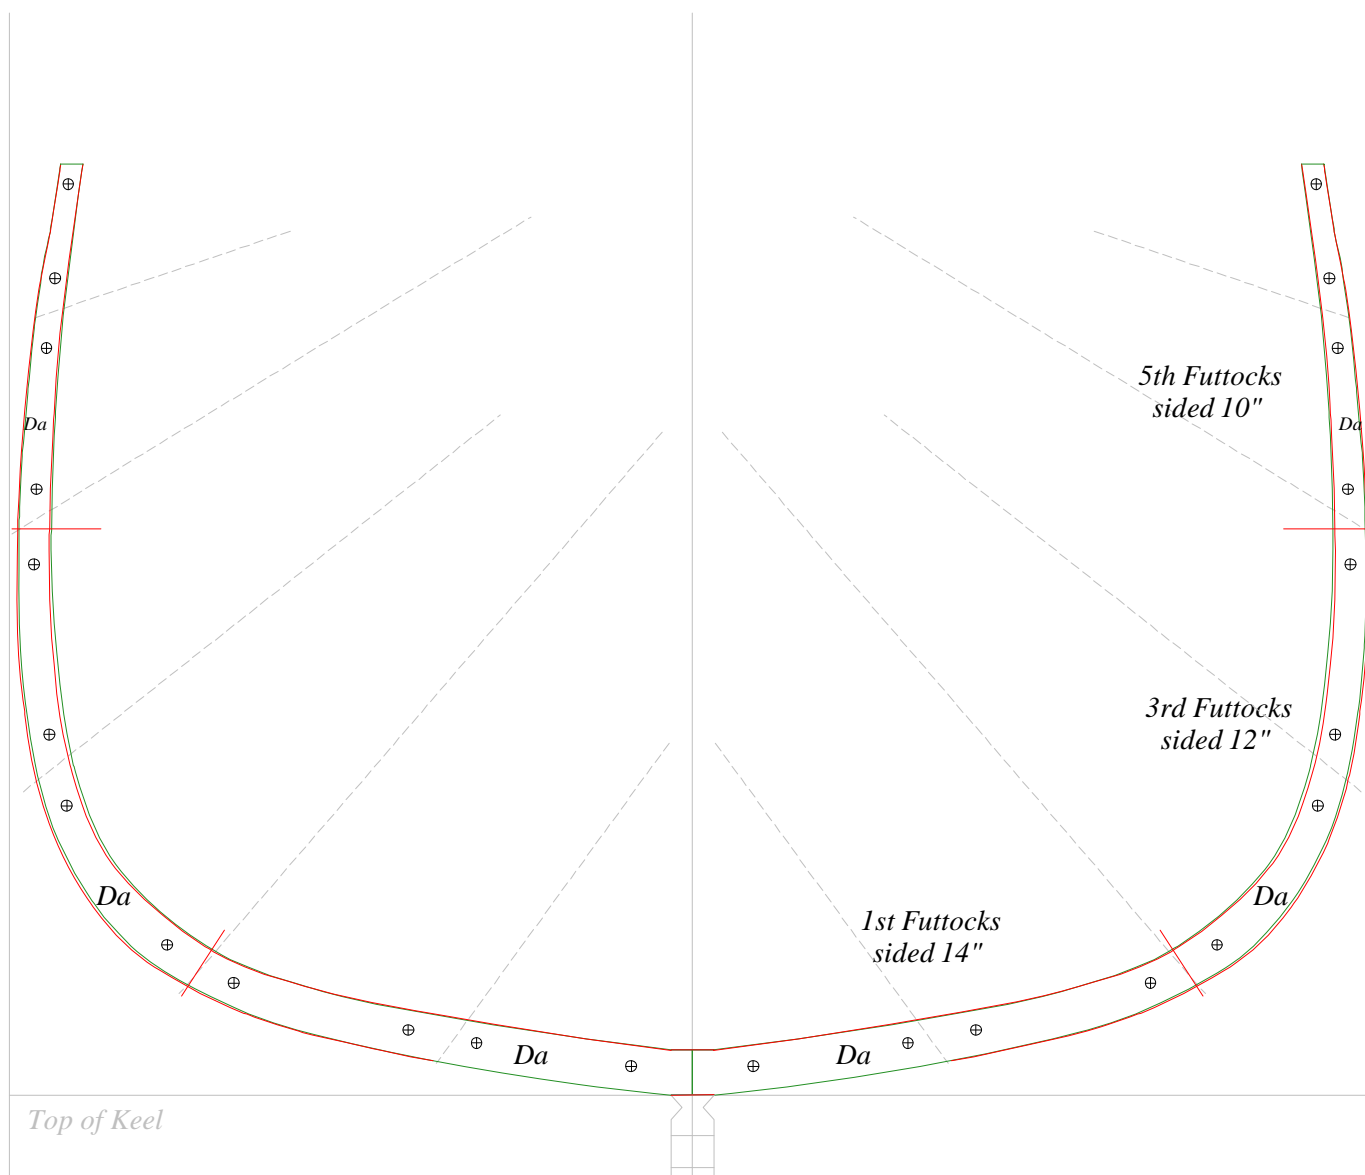 5th Futtocks
sided 10"
Da
Da
3rd Futtocks
sided 12"
Da
Da
1st Futtocks
sided 14"
Da
Da
Top of Keel